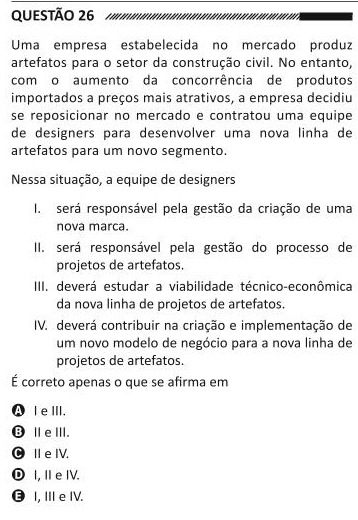 QUESTÃO 26
Uma empresa estabelecida no mercado produz
artefatos para o setor da construção civil. No entanto,
com o aumento da concorrência de produtos
importados a preços mais atrativos, a empresa decidiu
se reposicionar no mercado e contratou uma equipe
de designers para desenvolver uma nova linha de
artefatos para um novo segmento.
Nessa situação, a equipe de designers
I. será responsável pela gestão da criação de uma
nova marca.
II. será responsável pela gestão do processo de
projetos de artefatos.
III. deverá estudar a viabilidade técnico-econômica
da nova linha de projetos de artefatos.
IV. deverá contribuir na criação e implementação de
um novo modelo de negócio para a nova linha de
projetos de artefatos.
É correto apenas o que se afirma em
A I e III.
B II e III.
C II e IV.
D I, II e IV.
E I, III e IV.